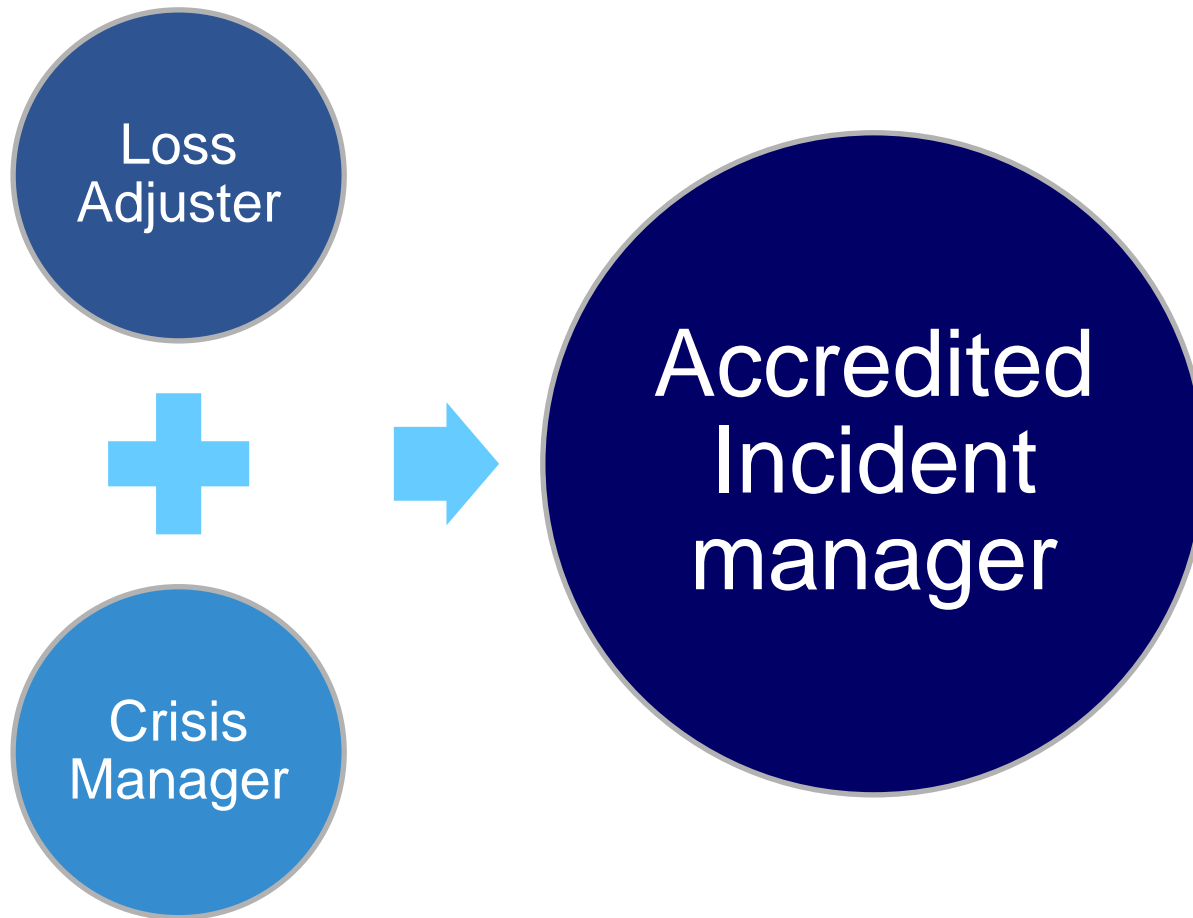 Loss
Adjuster
Crisis
Manager
Accredited
Incident
manager